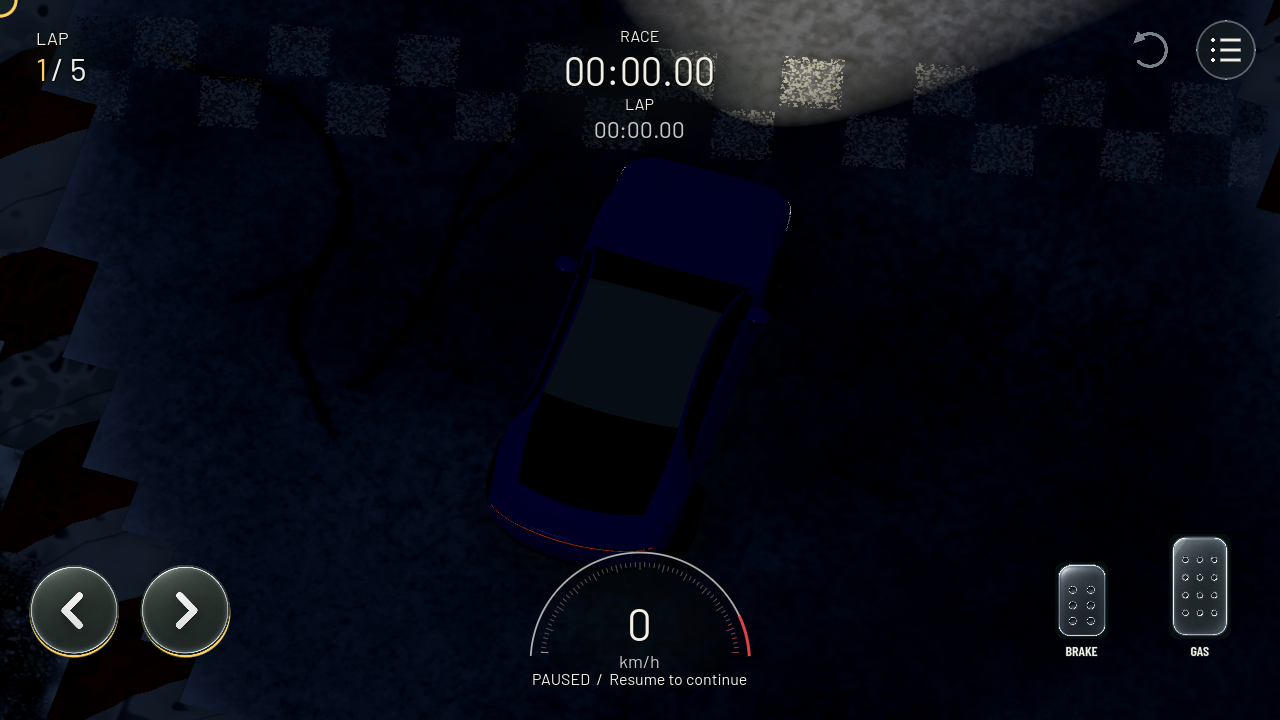 LAP
1/ 5
RACE
00:00.00
LAP
00:00.00
0
km/h
PAUSED / Resume to continue
BRAKE
GAS